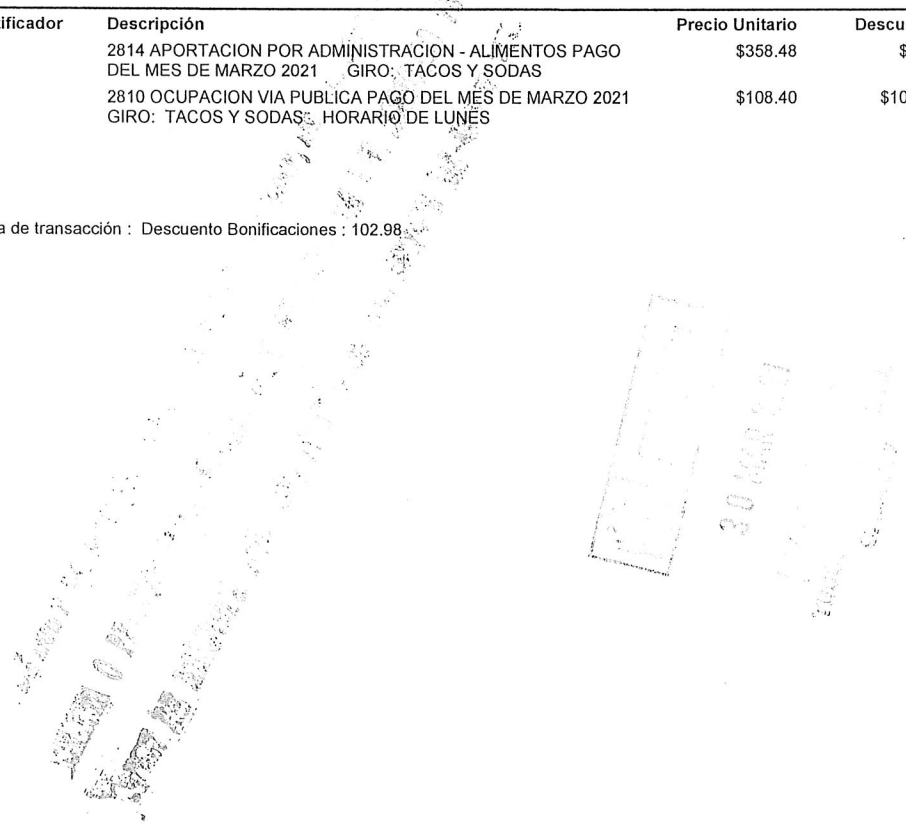 ificador Descripción Precio Unitario Descu
2814 APORTACION POR ADMINISTRACION - ALIMENTOS PAGO $358.48 $
DEL MES DE MARZO 2021 GIRO: TACOS Y SODAS
2810 OCUPACION VIA PUBLICA PAGO DEL MES DE MARZO 2021 $108.40 $10
GIRO: TACOS Y SODAS HORARIO DE LUNES
a de transacción : Descuento Bonificaciones : 102.98
30 MAR